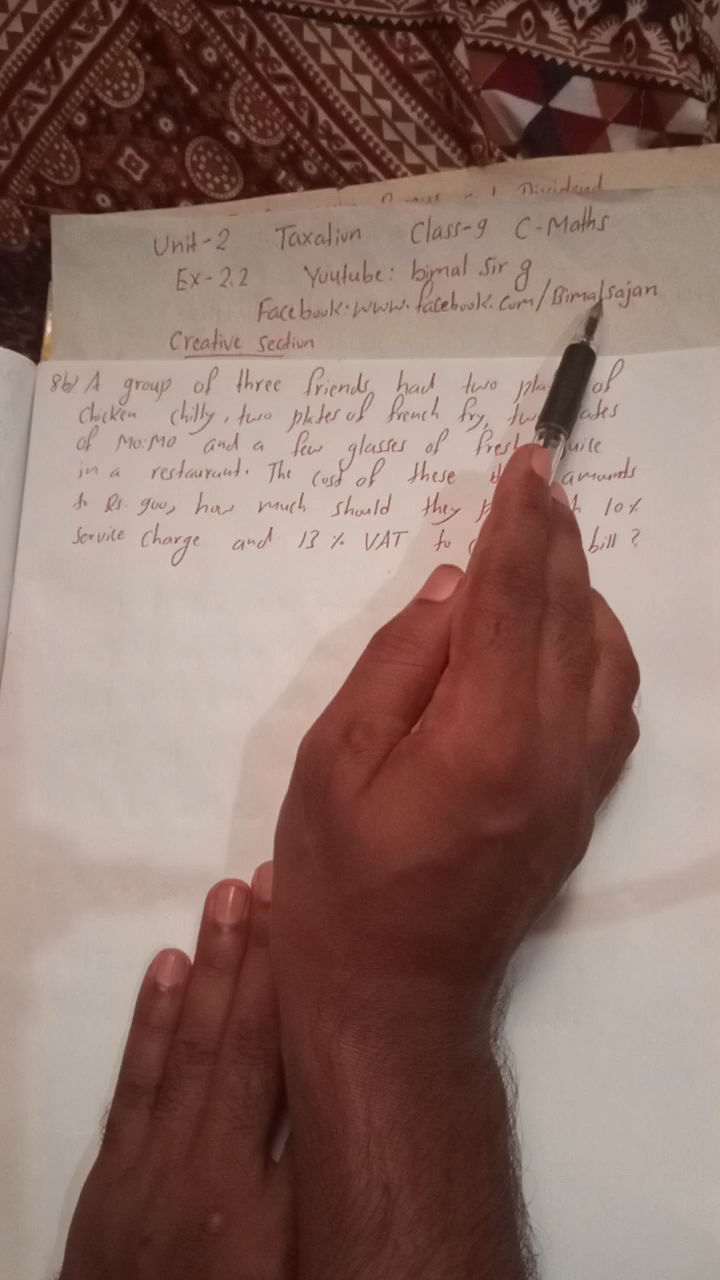 Dividend
Unit-2 Taxation Class-9 C-Maths
Ex-2.2 Youtube: bimal sir g
Facebook: www.facebook.com/Bimalsajan
Creative section
8b) A group of three friends had two of
Chicken chilly, two plates of french fry,
of Mo:Mo and a few glasses of fresh
in a restaurant. The cost of these amounts
to Rs. 900, how much should they 10%
Service Charge and 13% VAT to bill?